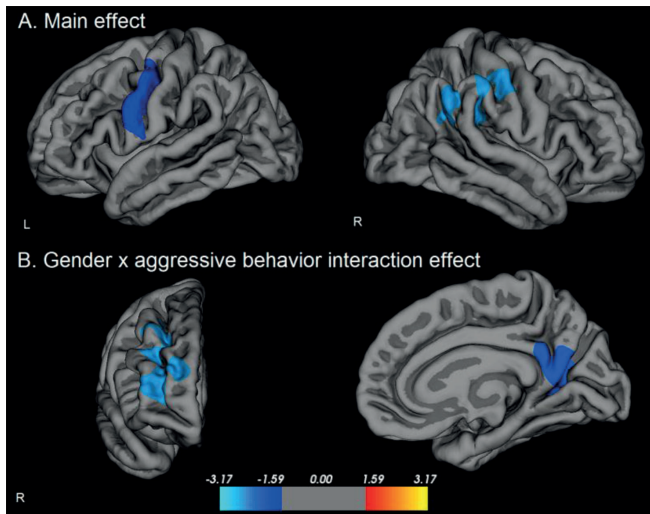 A. Main effect
L
R
B. Gender x aggressive behavior interaction effect
R
-3.17 -1.59 0.00 1.59 3.17